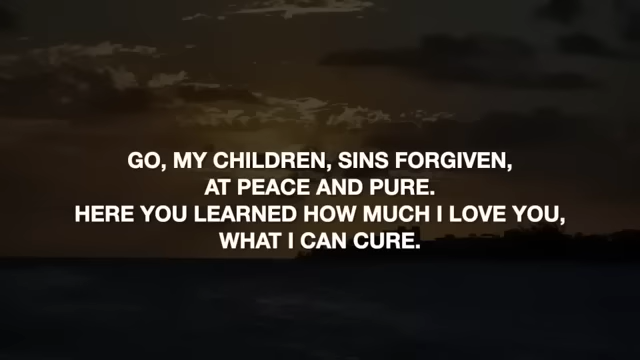 GO, MY CHILDREN, SINS FORGIVEN,
AT PEACE AND PURE.
HERE YOU LEARNED HOW MUCH I LOVE YOU,
WHAT I CAN CURE.